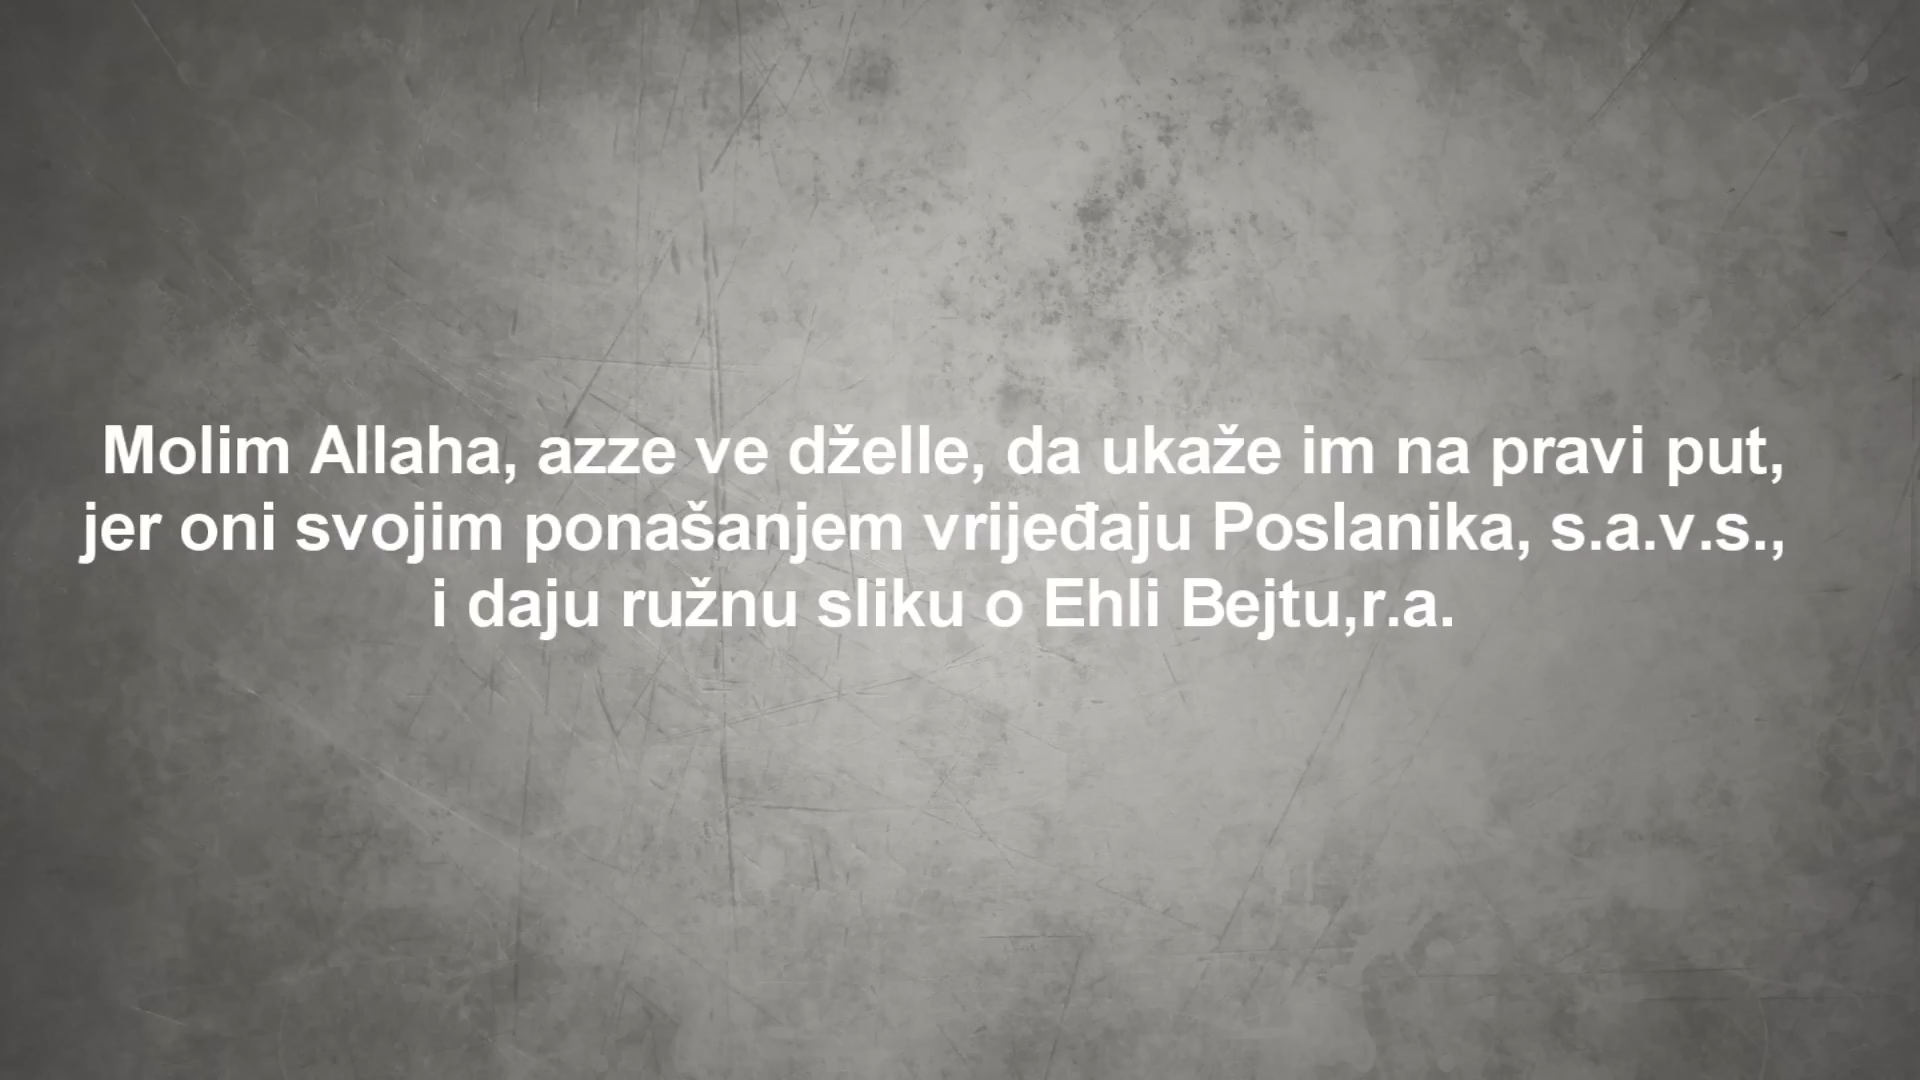 Molim Allaha, azze ve dželle, da ukaže im na pravi put,
jer oni svojim ponašanjem vrijeđaju Poslanika, s.a.v.s.,
i daju ružnu sliku o Ehli Bejtu,r.a.